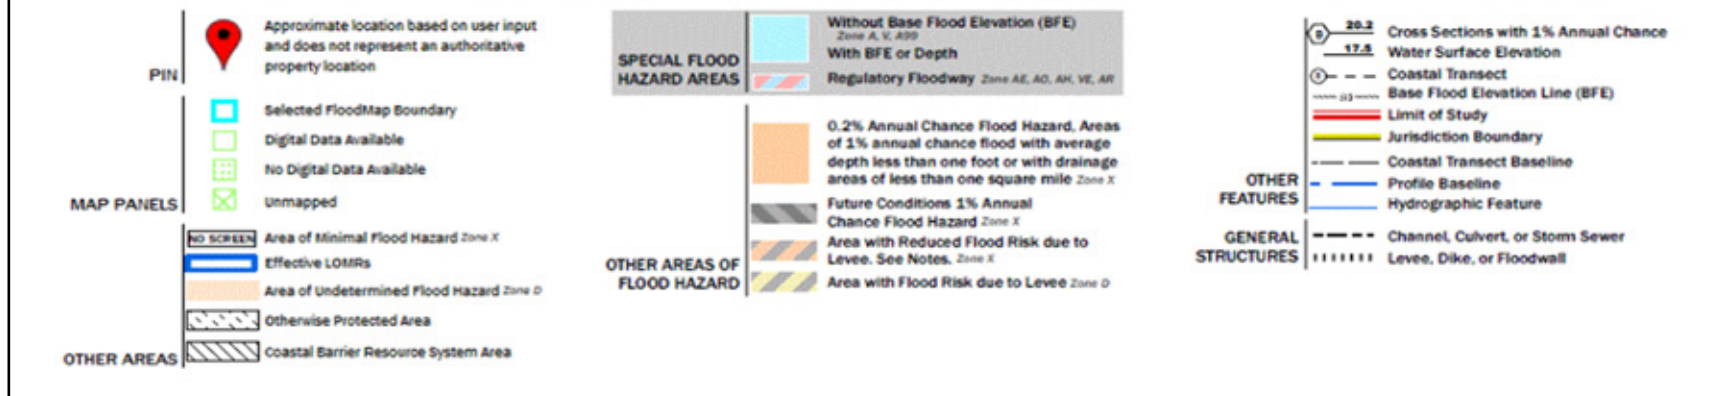 PIN
Approximate location based on user input
and does not represent an authoritative
property location
MAP PANELS
Selected FloodMap Boundary
Digital Data Available
No Digital Data Available
Unmapped
OTHER AREAS
NO SCREEN Area of Minimal Flood Hazard Zone X
Effective LOMRs
Area of Undetermined Flood Hazard Zone D
Otherwise Protected Area
Coastal Barrier Resource System Area
SPECIAL FLOOD
HAZARD AREAS
Without Base Flood Elevation (BFE)
Zone A, V, A99
With BFE or Depth
Regulatory Floodway Zone AE, AO, AH, VE, AR
OTHER AREAS OF
FLOOD HAZARD
0.2% Annual Chance Flood Hazard, Areas
of 1% annual chance flood with average
depth less than one foot or with drainage
areas of less than one square mile Zone X
Future Conditions 1% Annual
Chance Flood Hazard Zone X
Area with Reduced Flood Risk due to
Levee. See Notes. Zone X
Area with Flood Risk due to Levee Zone D
OTHER
FEATURES
20.2 Cross Sections with 1% Annual Chance
17.5 Water Surface Elevation
Coastal Transect
Base Flood Elevation Line (BFE)
Limit of Study
Jurisdiction Boundary
Coastal Transect Baseline
Profile Baseline
Hydrographic Feature
GENERAL
STRUCTURES
Channel, Culvert, or Storm Sewer
Levee, Dike, or Floodwall